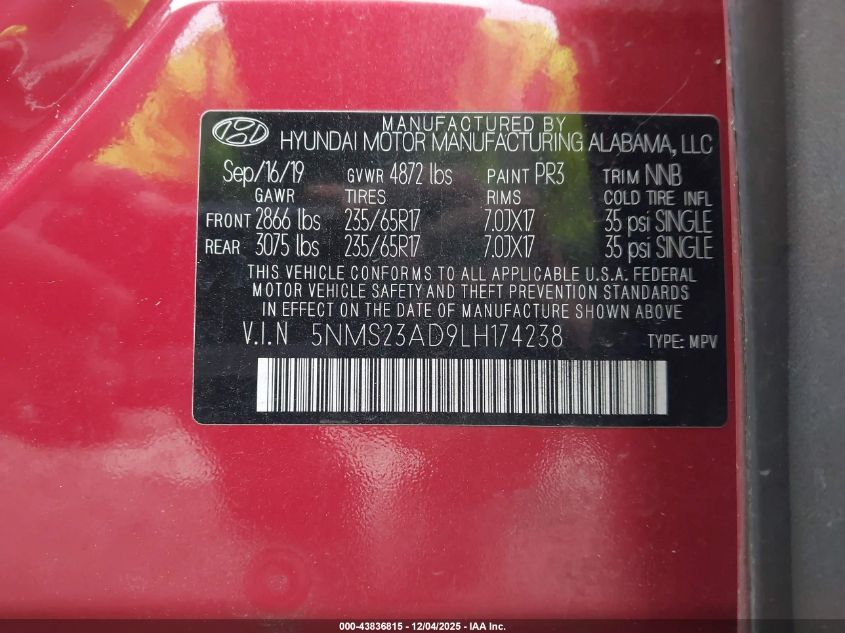 MANUFACTURED BY
HYUNDAI MOTOR MANUFACTURING ALABAMA, LLC
Sep/16/19 GVWR 4872 lbs PAINT PR3 TRIM NNB
GAWR TIRES RIMS COLD TIRE INFL
FRONT 2866 lbs 235/65R17 7.0JX17 35 psi SINGLE
REAR 3075 lbs 235/65R17 7.0JX17 35 psi SINGLE
THIS VEHICLE CONFORMS TO ALL APPLICABLE U.S.A. FEDERAL
MOTOR VEHICLE SAFETY AND THEFT PREVENTION STANDARDS
IN EFFECT ON THE DATE OF MANUFACTURE SHOWN ABOVE
V.I.N 5NMS23AD9LH174238 TYPE: MPV
000-43836815 - 12/04/2025 - IAA Inc.